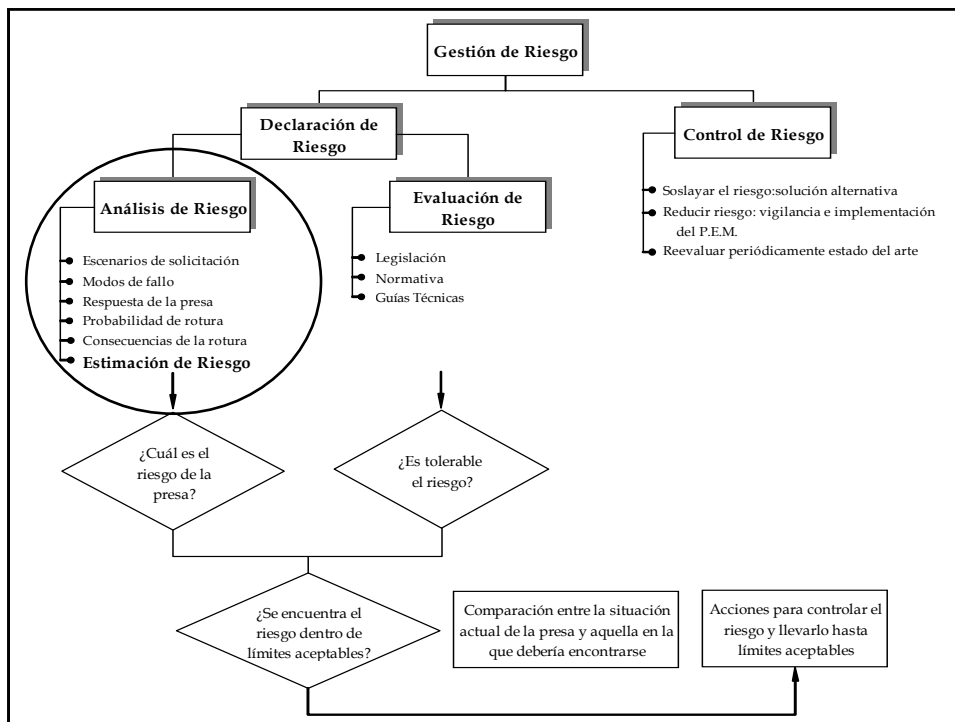 Gestión de Riesgo
Declaración de
Riesgo
Control de Riesgo
Análisis de Riesgo
Evaluación de
Riesgo
Soslayar el riesgo:solución alternativa
Reducir riesgo: vigilancia e implementación
del P.E.M.
Reevaluar periódicamente estado del arte
Escenarios de solicitación
Modos de fallo
Respuesta de la presa
Probabilidad de rotura
Consecuencias de la rotura
Estimación de Riesgo
Legislación
Normativa
Guías Técnicas
¿Cuál es el
riesgo de la
presa?
¿Es tolerable
el riesgo?
¿Se encuentra el
riesgo dentro de
límites aceptables?
Comparación entre la situación
actual de la presa y aquella en la
que debería encontrarse
Acciones para controlar el
riesgo y llevarlo hasta
límites aceptables